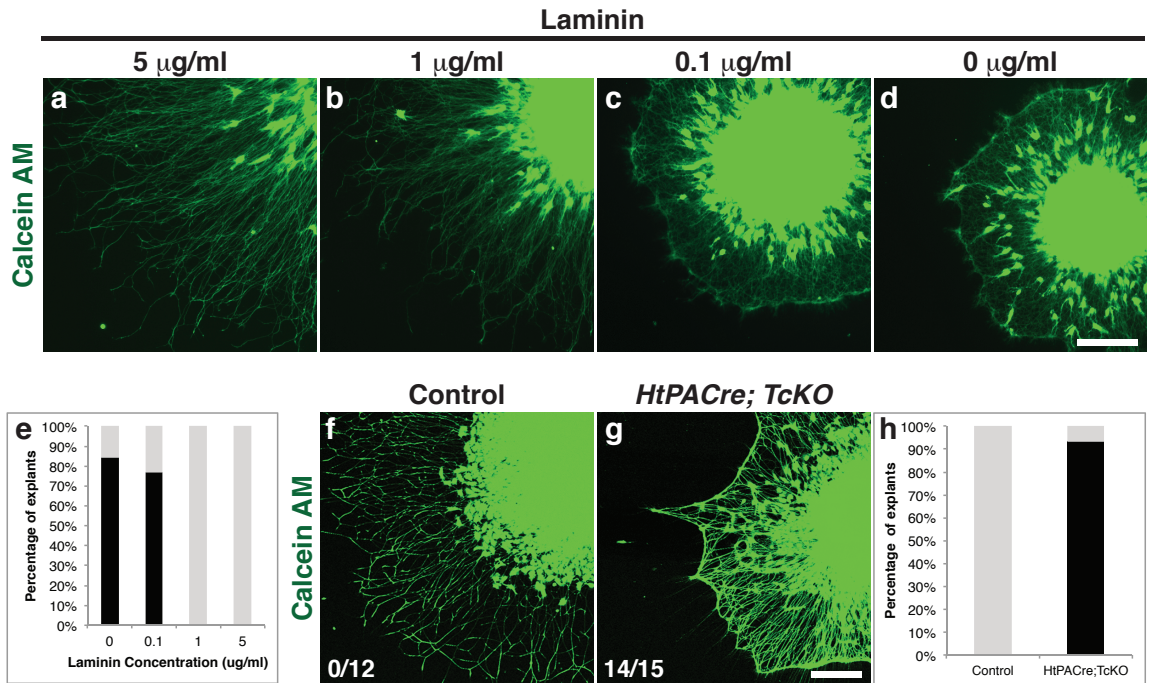 Laminin
5 μg/ml
1 μg/ml
0.1 μg/ml
0 μg/ml
Calcein AM
a
b
c
d
Control
HtPACre; TcKO
Calcein AM
e
100%
90%
80%
70%
60%
50%
40%
30%
20%
10%
0%
Percentage of explants
0
0.1
1
5
Laminin Concentration (ug/ml)
f
0/12
g
14/15
h
100%
90%
80%
70%
60%
50%
40%
30%
20%
10%
0%
Percentage of explants
Control
HtPACre;TcKO